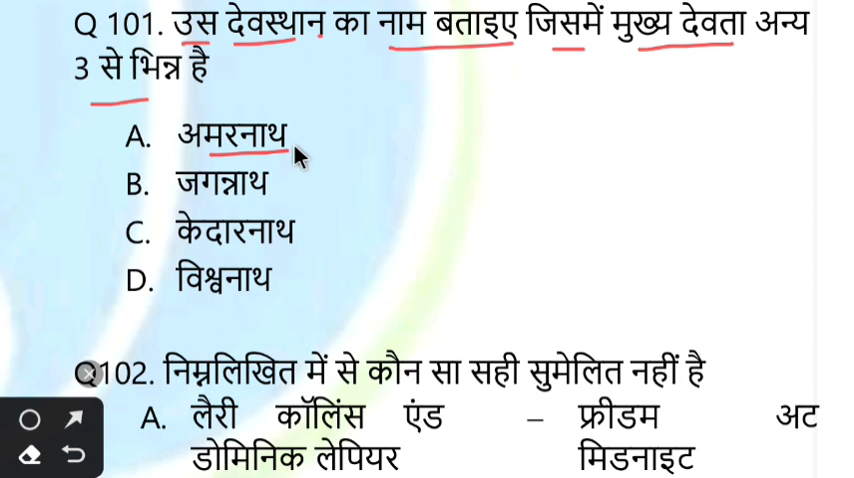 Q 101. उस देवस्थान का नाम बताइए जिसमें मुख्य देवता अन्य
3 से भिन्न है
A. अमरनाथ
B. जगन्नाथ
C. केदारनाथ
D. विश्वनाथ
Q102. निम्नलिखित में से कौन सा सही सुमेलित नहीं है
A. लैरी कॉलिंस एंड – फ्रीडम अट
डोमिनिक लेपियर मिडनाइट